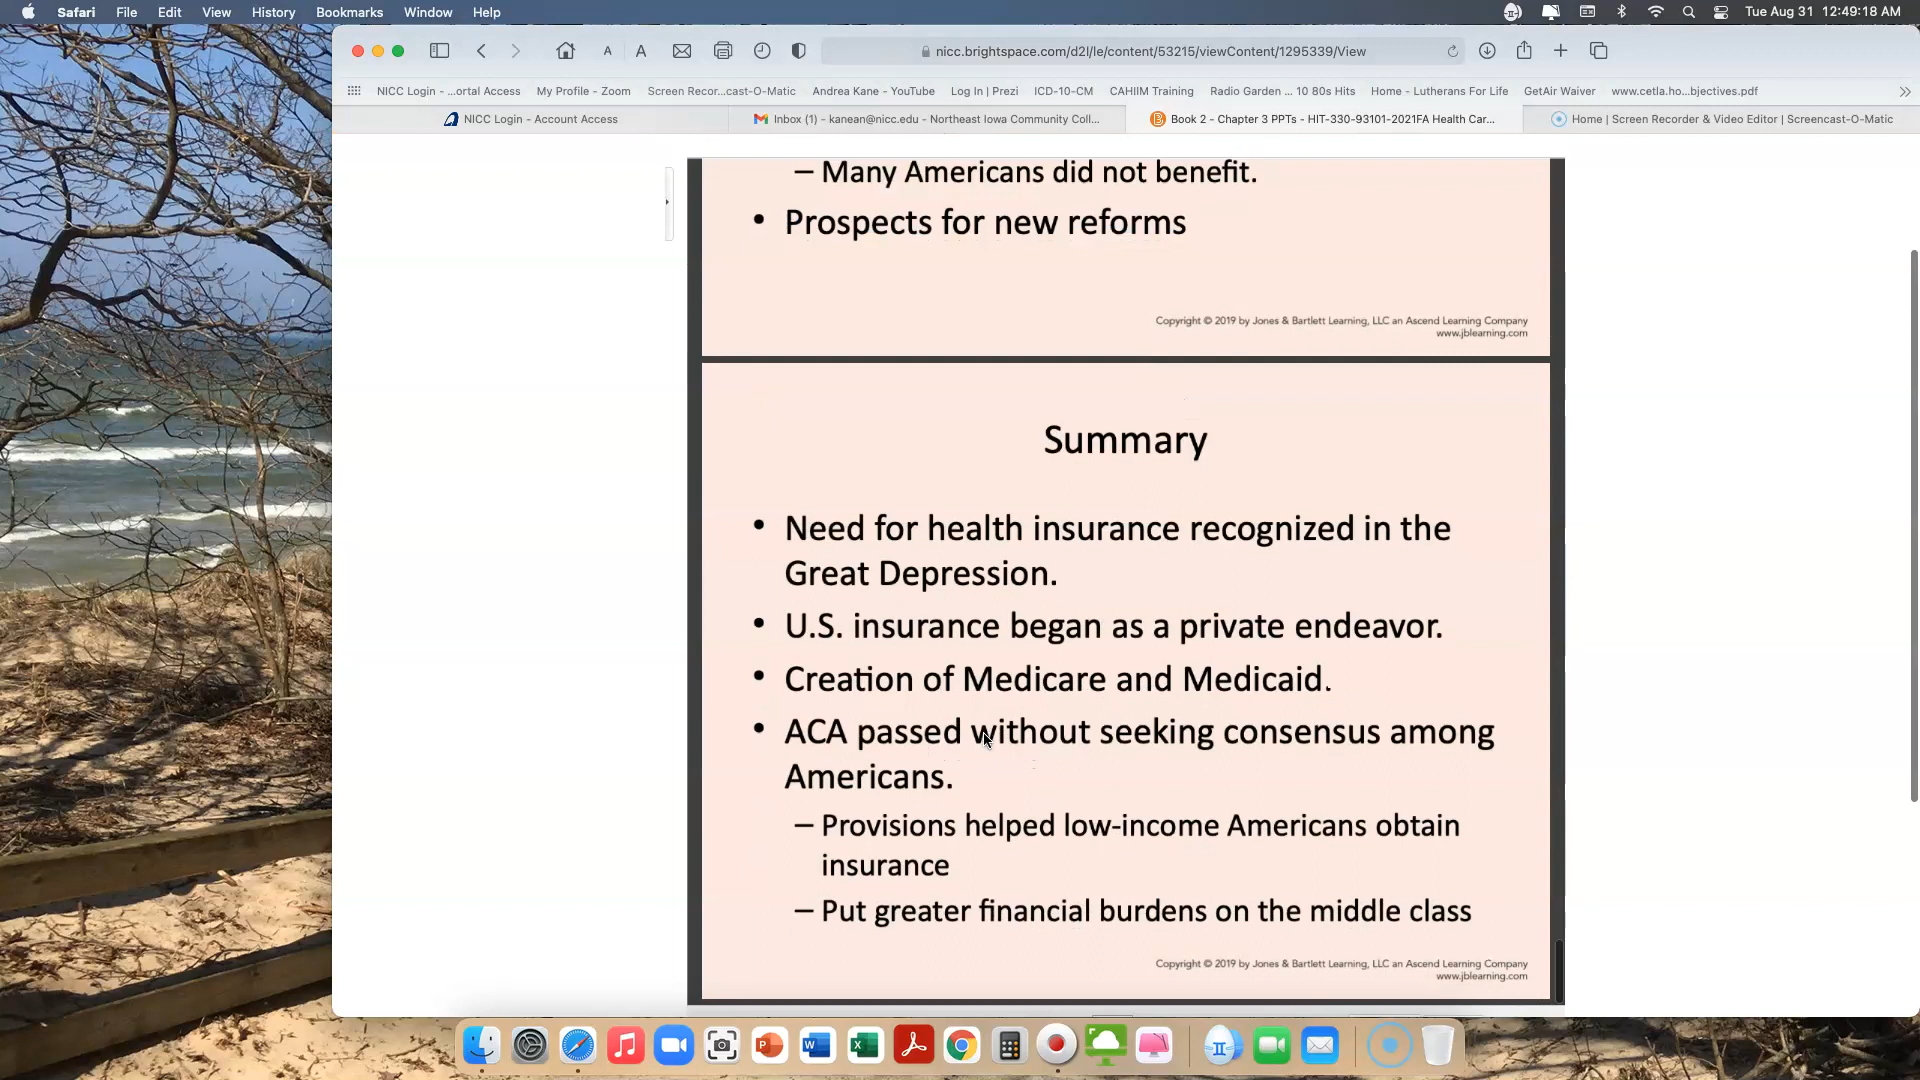 Safari File Edit View History Bookmarks Window Help Tue Aug 31 12:49:18 AM
A A nicc.brightspace.com/d2l/le/content/53215/viewContent/1295339/View
NICC Login - ...ortal Access My Profile - Zoom Screen Recor...cast-O-Matic Andrea Kane - YouTube Log In | Prezi ICD-10-CM CAHIIM Training Radio Garden ... 10 80s Hits Home - Lutherans For Life GetAir Waiver www.cetla.ho...bjectives.pdf
NICC Login - Account Access Inbox (1) - kanean@nicc.edu - Northeast Iowa Community Coll... Book 2 - Chapter 3 PPTs - HIT-330-93101-2021FA Health Car... Home | Screen Recorder & Video Editor | Screencast-O-Matic
– Many Americans did not benefit.
• Prospects for new reforms
Copyright © 2019 by Jones & Bartlett Learning, LLC an Ascend Learning Company
www.jblearning.com
Summary
• Need for health insurance recognized in the
Great Depression.
• U.S. insurance began as a private endeavor.
• Creation of Medicare and Medicaid.
• ACA passed without seeking consensus among
Americans.
– Provisions helped low-income Americans obtain
insurance
– Put greater financial burdens on the middle class
Copyright © 2019 by Jones & Bartlett Learning, LLC an Ascend Learning Company
www.jblearning.com